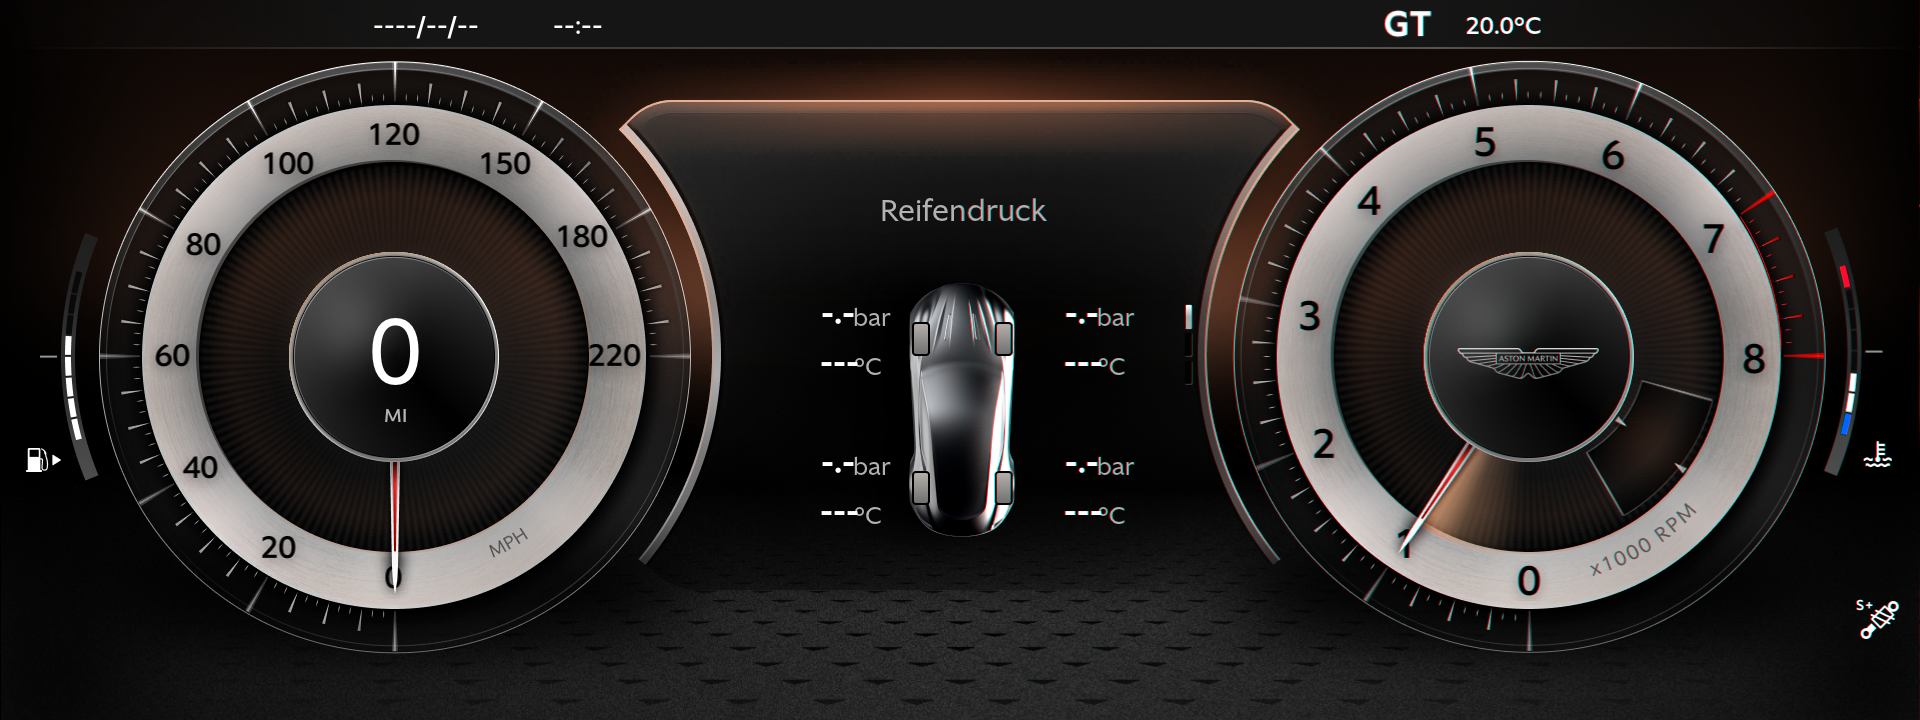 ----/--/-- --:--
GT 20.0°C
120
100 150
80 180
60 220
40
20
0
MPH
0
MI
Reifendruck
-.-bar -.-bar
---°C ---°C
-.-bar -.-bar
---°C ---°C
5
6
4
7
3
8
2
1
0
x1000 RPM
ASTON MARTIN
S+